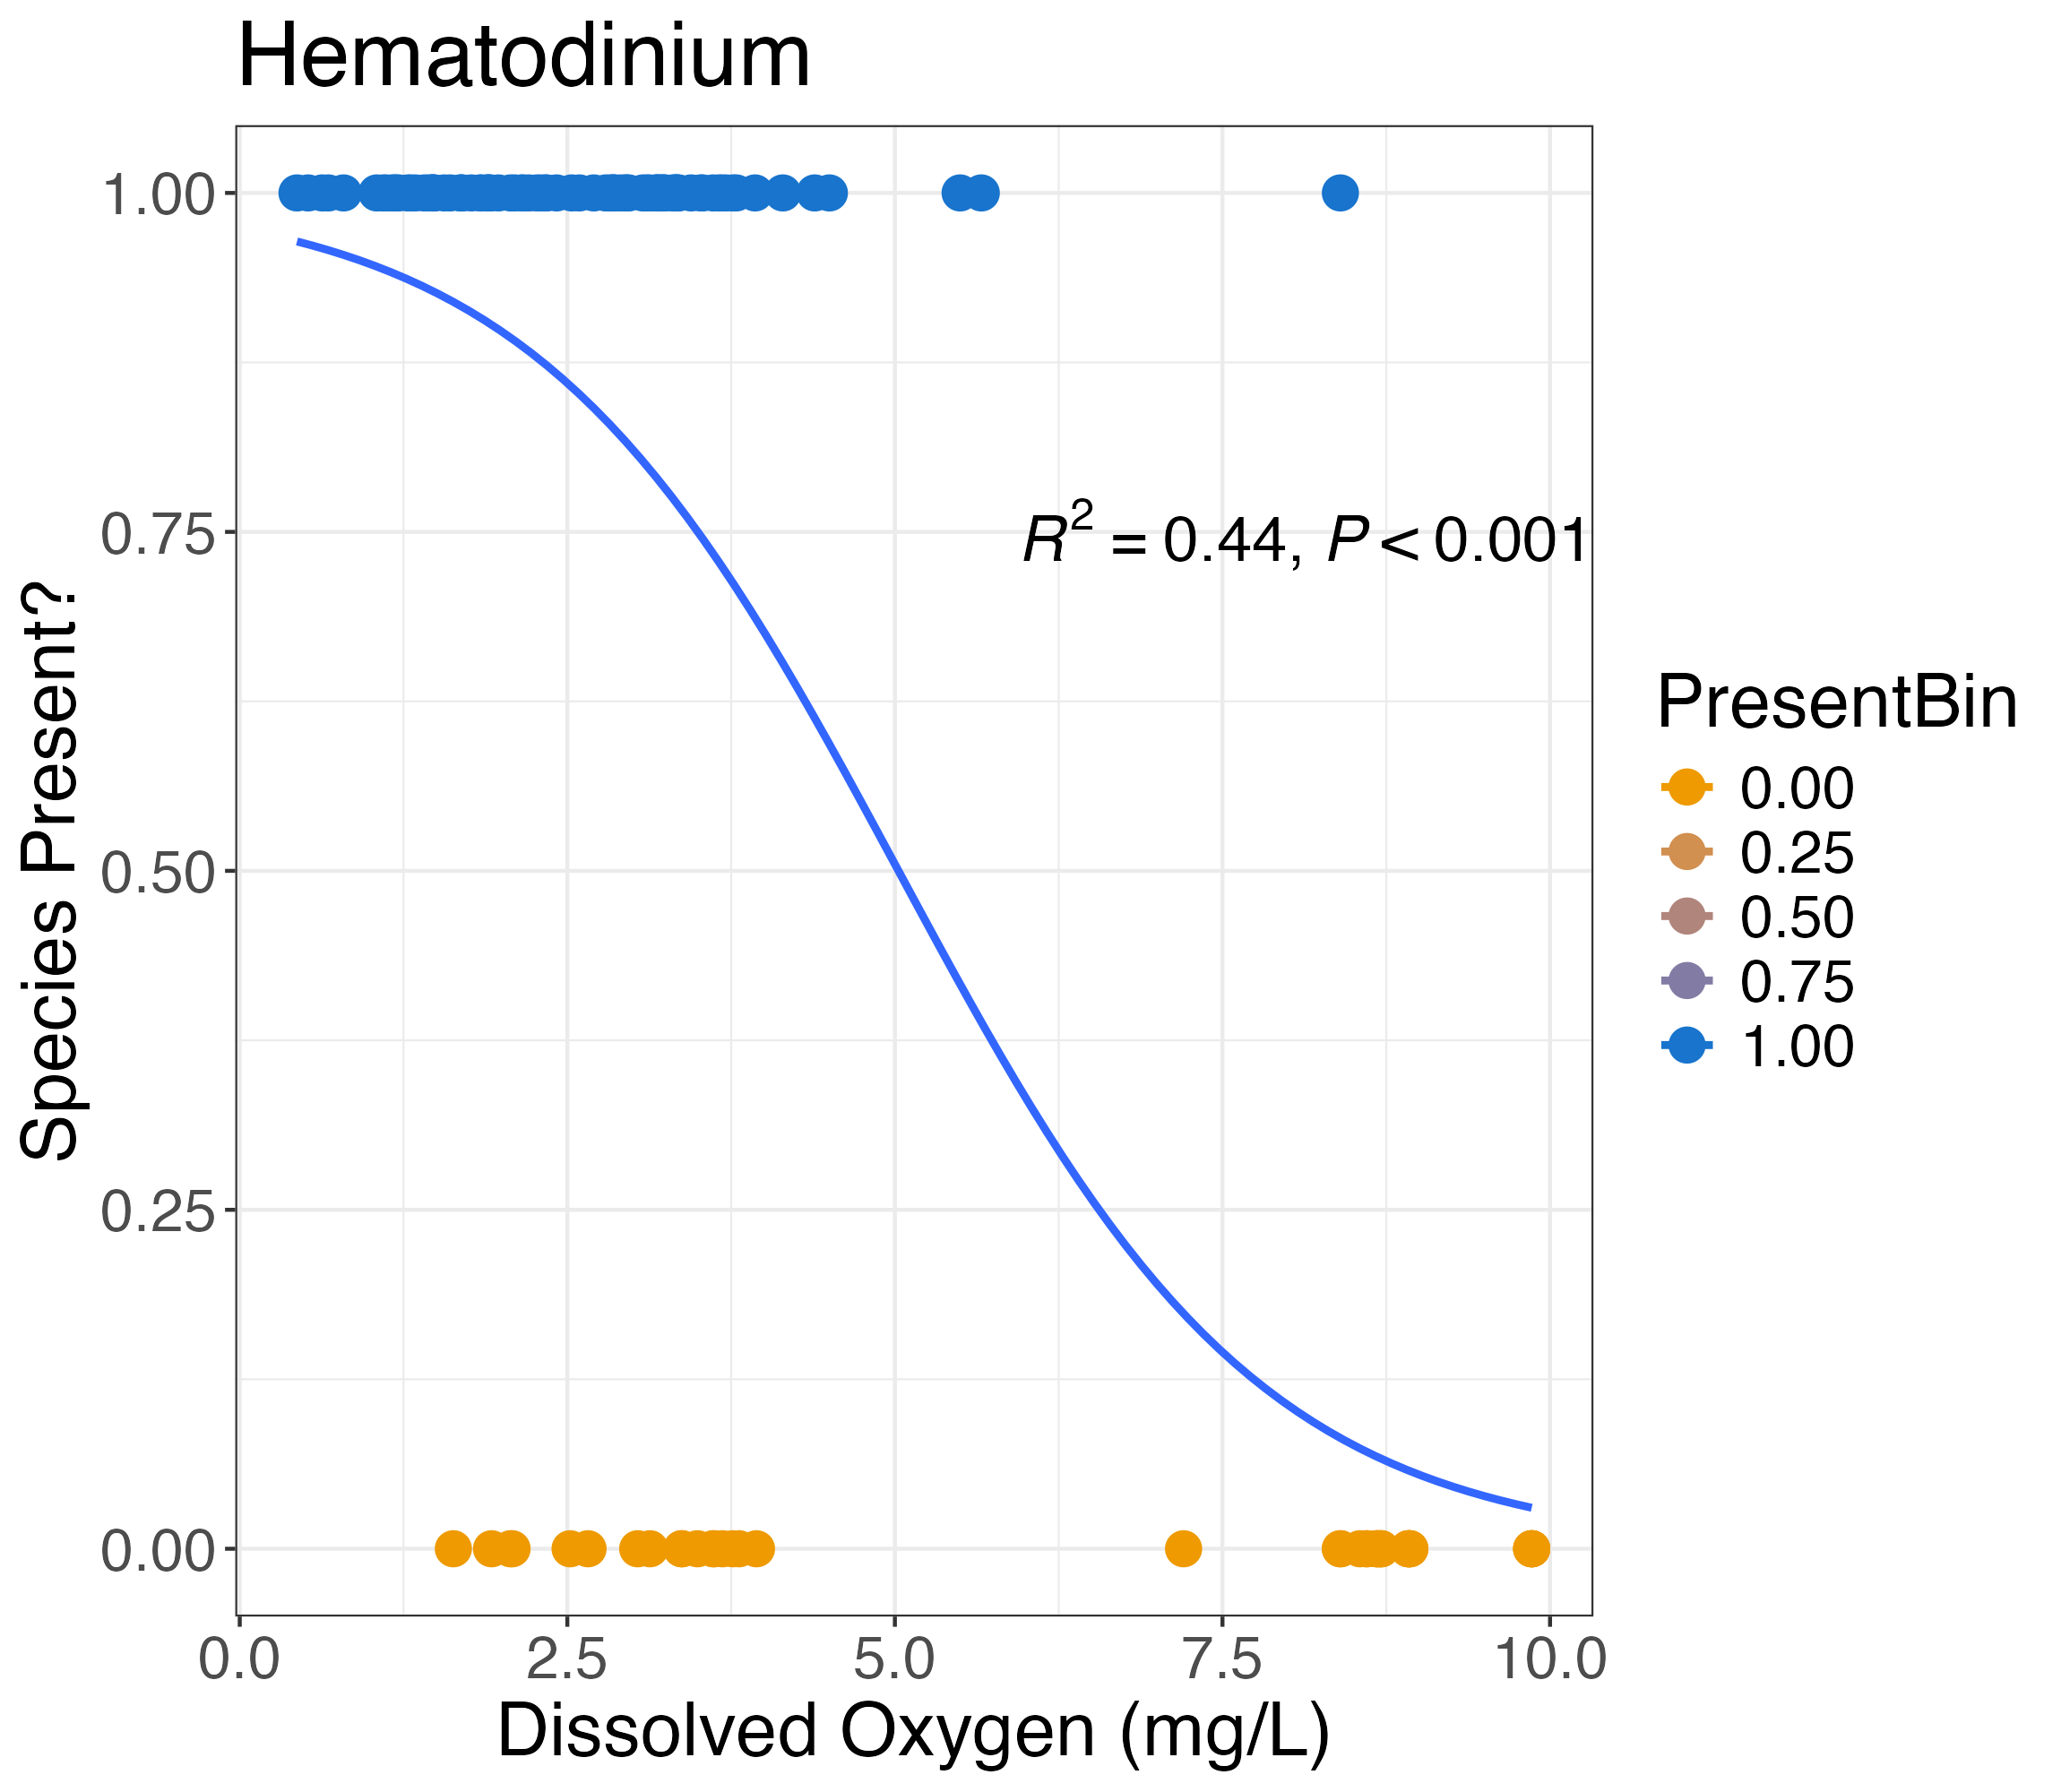 Hematodinium
1.00
0.75
0.50
0.25
0.00
Species Present?
R² = 0.44, P < 0.001
0.0 2.5 5.0 7.5 10.0
Dissolved Oxygen (mg/L)
PresentBin
0.00
0.25
0.50
0.75
1.00